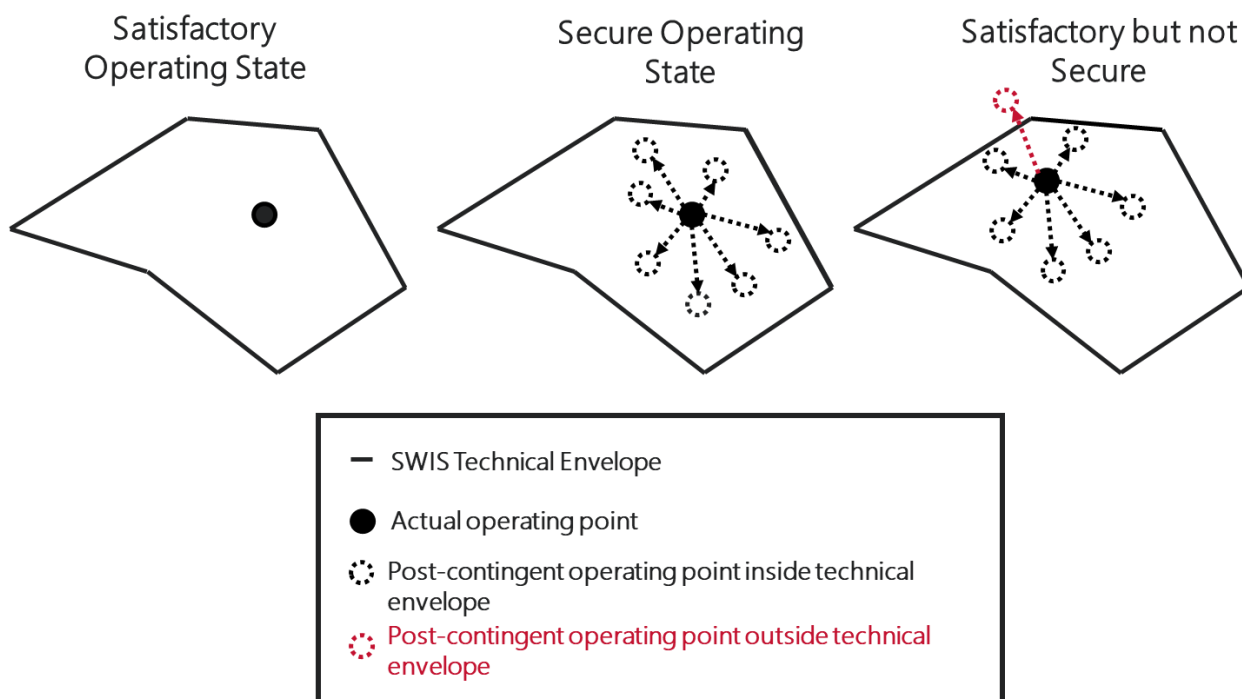 Satisfactory
Operating State
Secure Operating
State
Satisfactory but not
Secure
SWIS Technical Envelope
Actual operating point
Post-contingent operating point inside technical
envelope
Post-contingent operating point outside technical
envelope